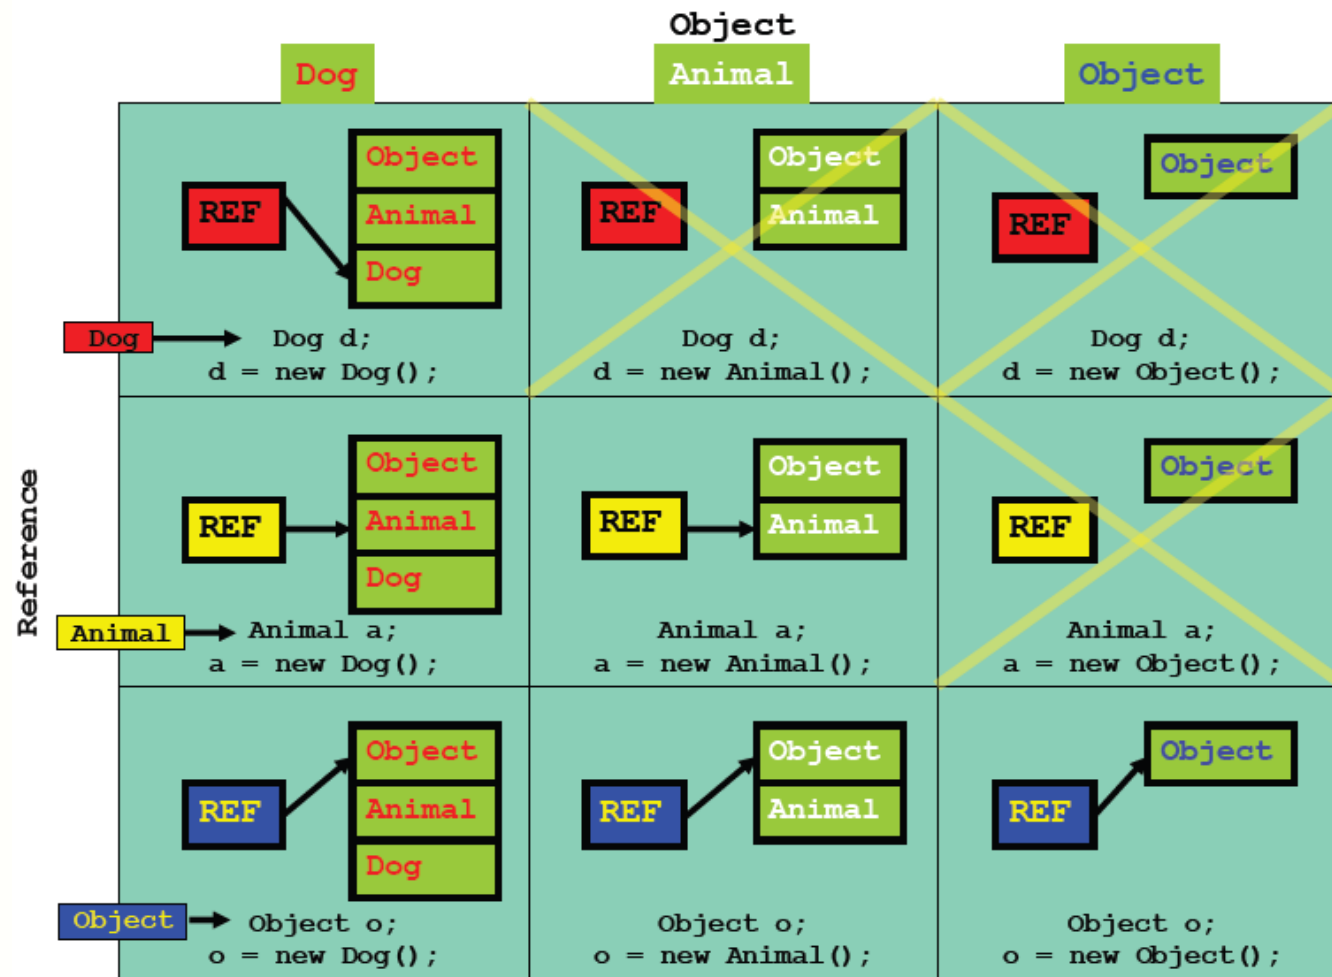 Object
Dog
Animal
Object
Object
Animal
Dog
REF
Dog
Dog d;
d = new Dog();
Object
Animal
REF
Dog d;
d = new Animal();
Object
REF
Dog d;
d = new Object();
Reference
Object
Animal
Dog
REF
Animal
Animal a;
a = new Dog();
Object
Animal
REF
Animal a;
a = new Animal();
Object
REF
Animal a;
a = new Object();
Object
Animal
Dog
REF
Object
Object o;
o = new Dog();
Object
Animal
REF
Object o;
o = new Animal();
Object
REF
Object o;
o = new Object();